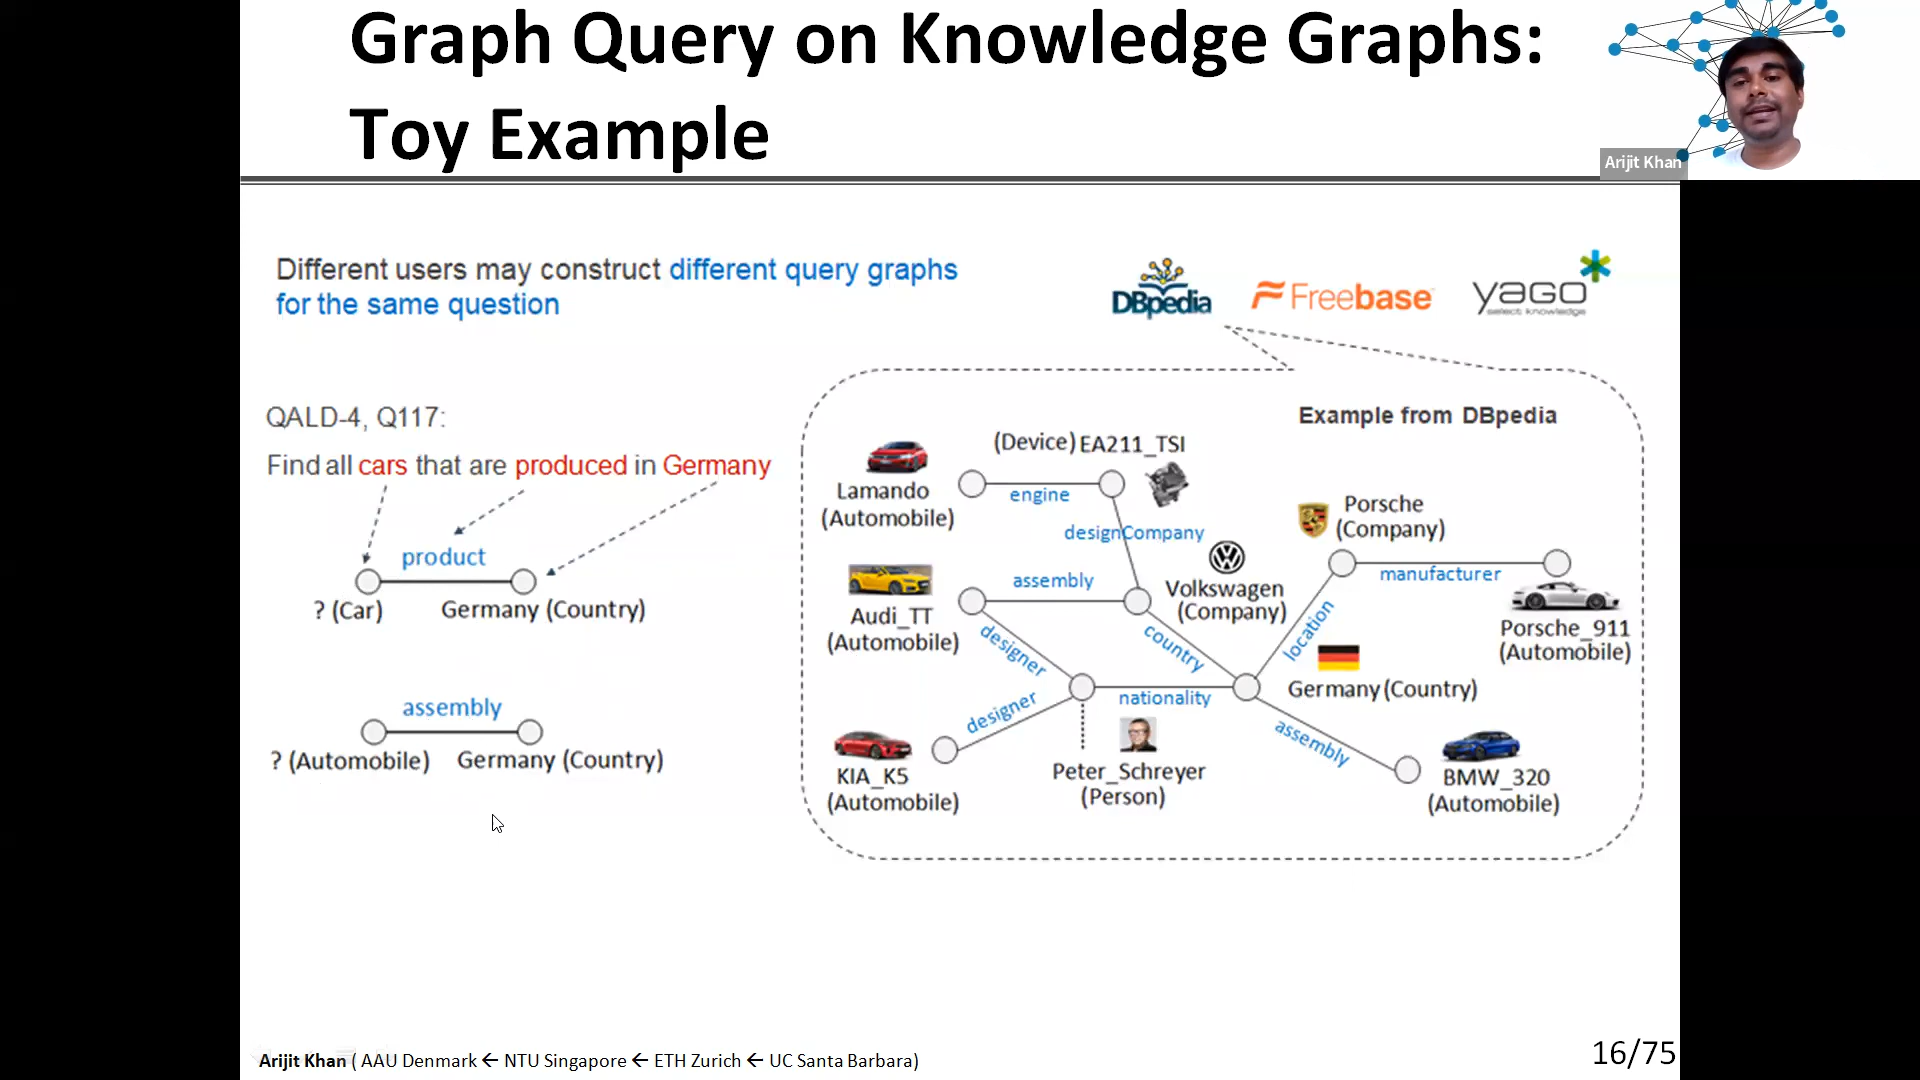 Graph Query on Knowledge Graphs:
Toy Example
Arijit Khan
Different users may construct different query graphs
for the same question
DBpedia
Freebase
yago
select knowledge
QALD-4, Q117:
Find all cars that are produced in Germany
product
? (Car)
Germany (Country)
assembly
? (Automobile)
Germany (Country)
Example from DBpedia
(Device) EA211_TSI
Lamando
(Automobile)
engine
designCompany
Porsche
(Company)
manufacturer
Porsche_911
(Automobile)
Audi_TT
(Automobile)
assembly
Volkswagen
(Company)
designer
country
location
Germany (Country)
nationality
designer
KIA_K5
(Automobile)
Peter_Schreyer
(Person)
assembly
BMW_320
(Automobile)
Arijit Khan ( AAU Denmark ← NTU Singapore ← ETH Zurich ← UC Santa Barbara)
16/75